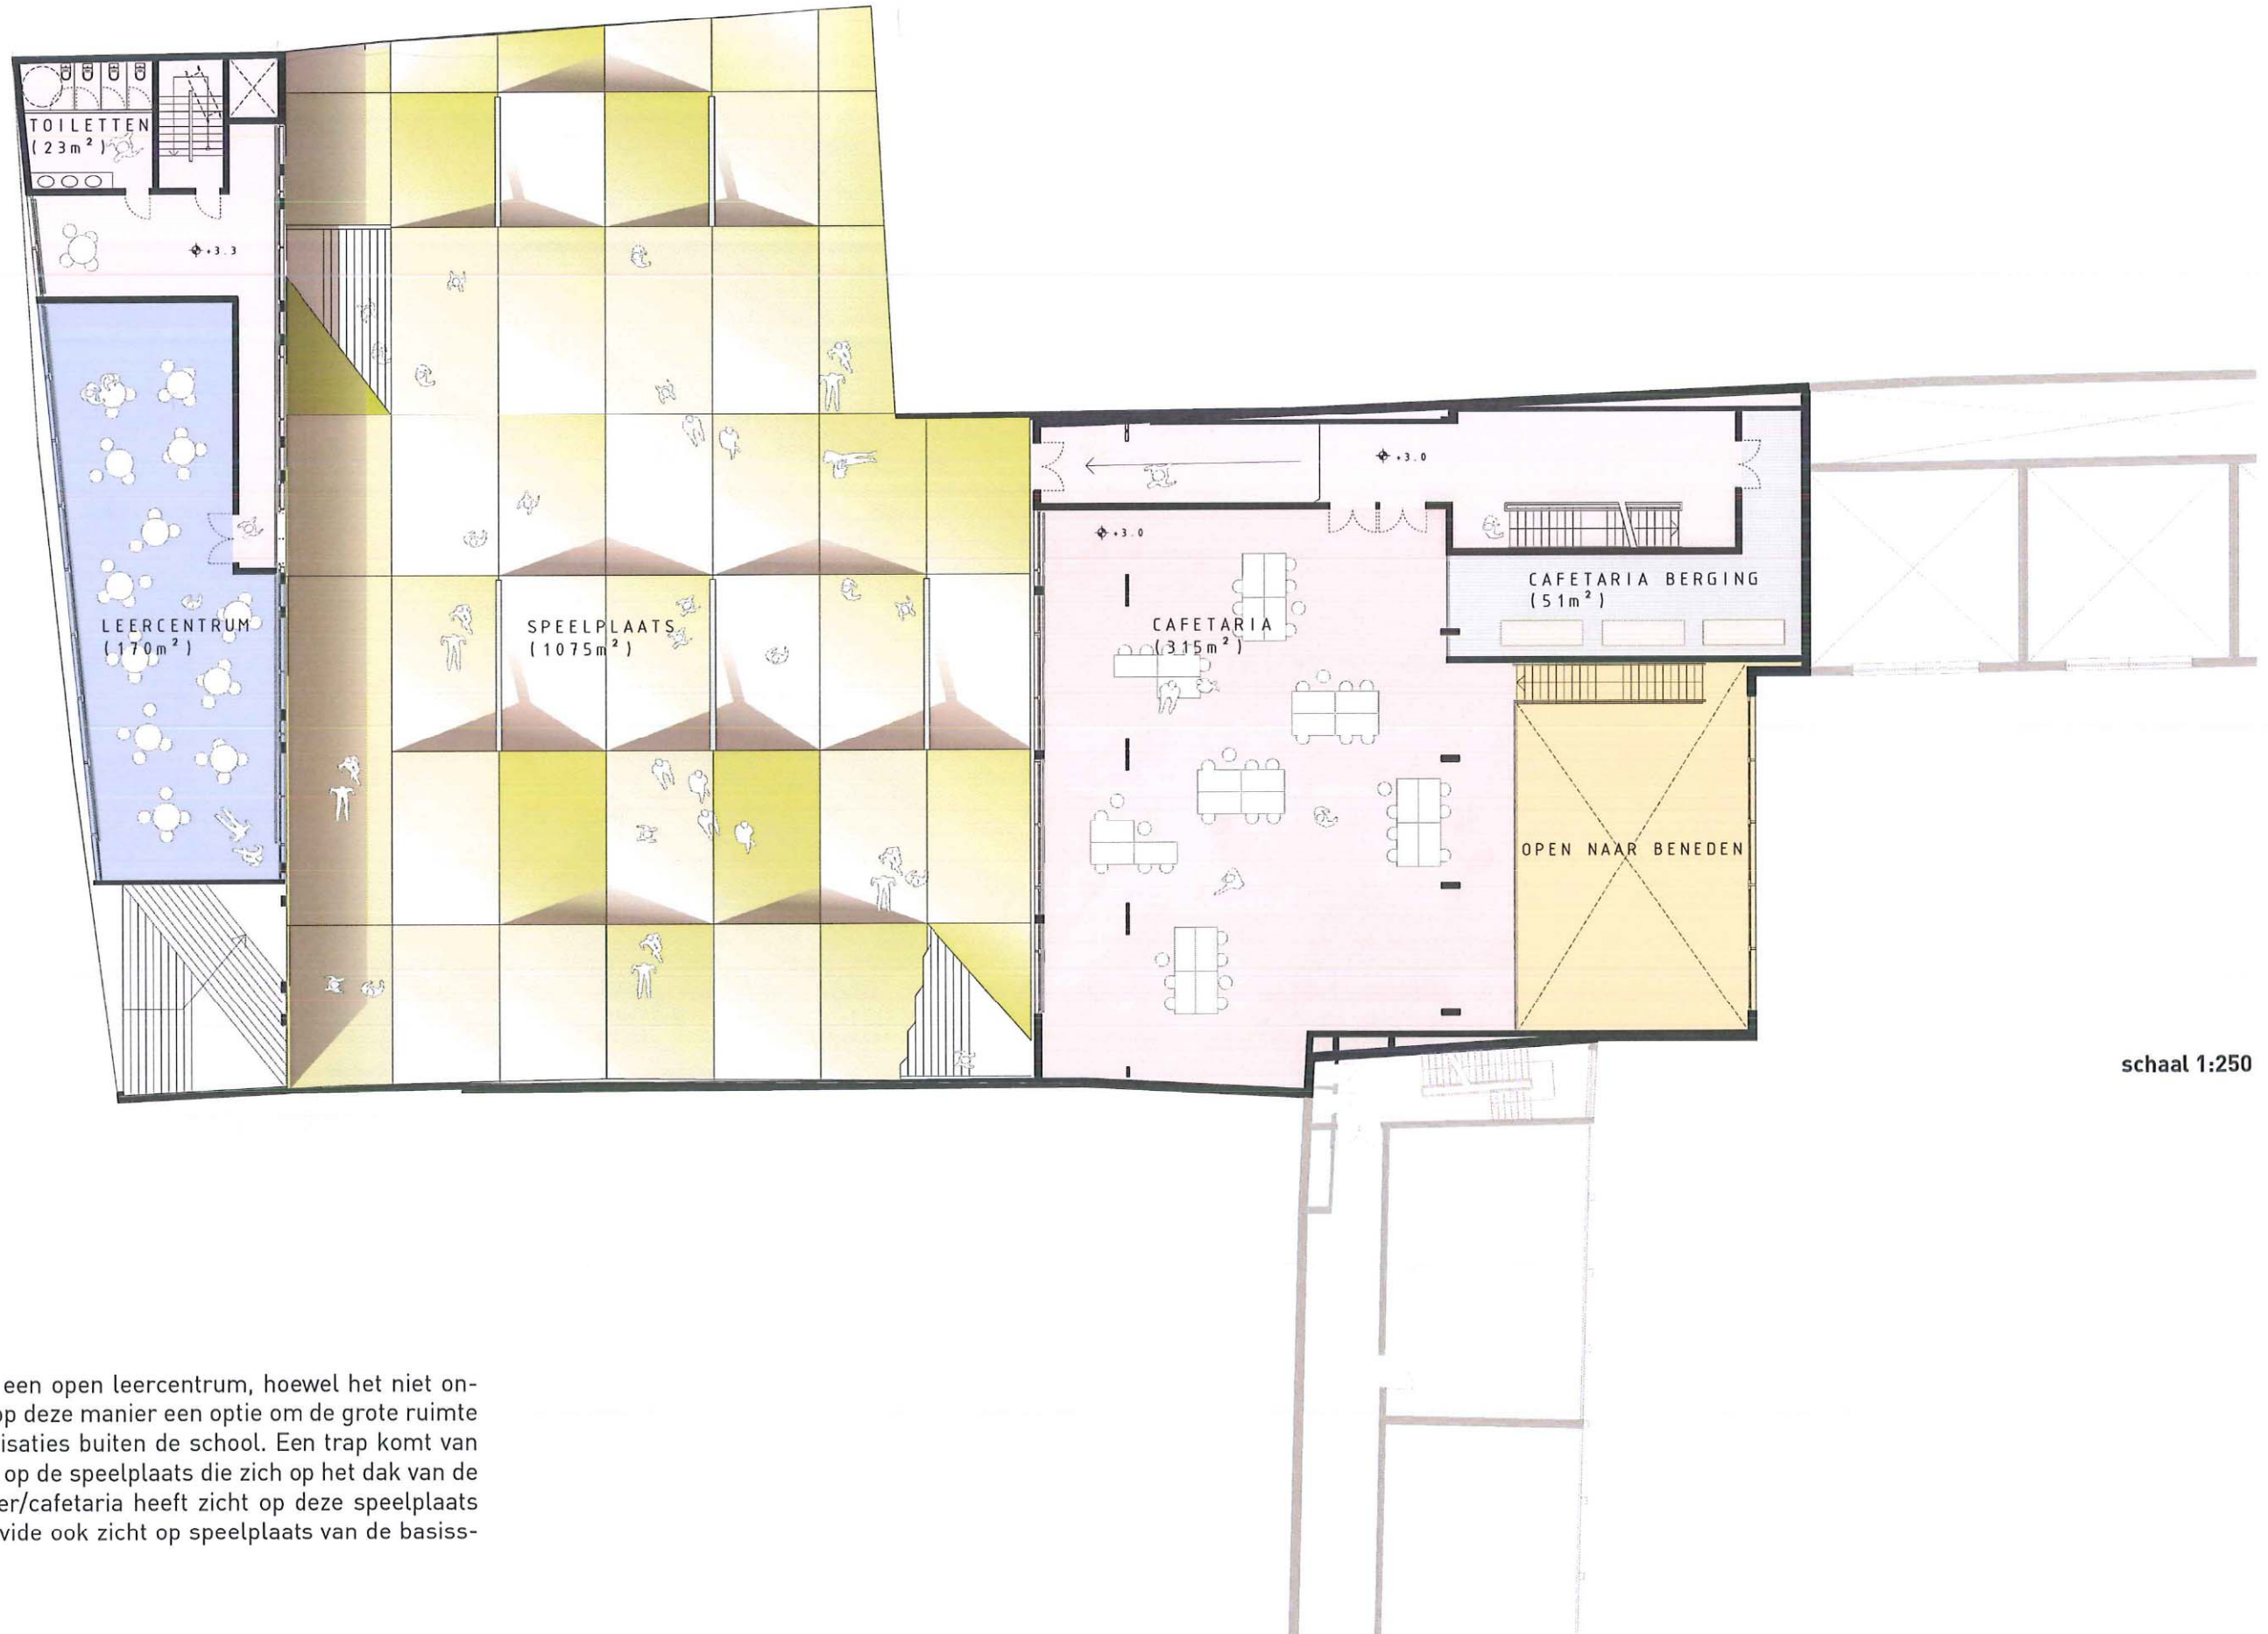 TOILETTEN
(23m²)
+3.3
LEERCENTRUM
(170m²)
SPEELPLAATS
(1075m²)
+3.0
+3.0
CAFETARIA
(315m²)
CAFETARIA BERGING
(51m²)
OPEN NAAR BENEDEN
schaal 1:250
een open leercentrum, hoewel het niet on-
op deze manier een optie om de grote ruimte
isaties buiten de school. Een trap komt van
op de speelplaats die zich op het dak van de
er/cafetaria heeft zicht op deze speelplaats
vide ook zicht op speelplaats van de basiss-